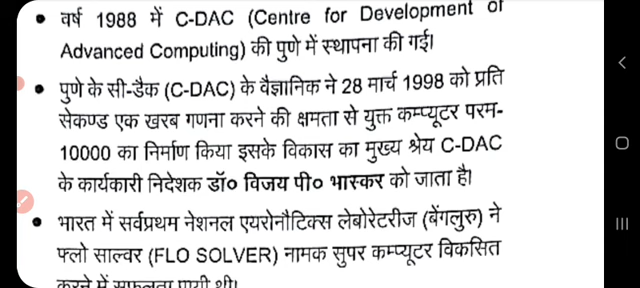 • वर्ष 1988 में C-DAC (Centre for Development of
Advanced Computing) की पुणे में स्थापना की गई।
• पुणे के सी-डैक (C-DAC) के वैज्ञानिक ने 28 मार्च 1998 को प्रति
सेकण्ड एक खरब गणना करने की क्षमता से युक्त कम्प्यूटर परम-
10000 का निर्माण किया इसके विकास का मुख्य श्रेय C-DAC
के कार्यकारी निदेशक डॉ० विजय पी० भास्कर को जाता है।
• भारत में सर्वप्रथम नेशनल एयरोनौटिक्स लेबोरेटरीज (बेंगलुरु) ने
फ्लो साल्वर (FLO SOLVER) नामक सुपर कम्प्यूटर विकसित
करने में सफलता पायी थी।